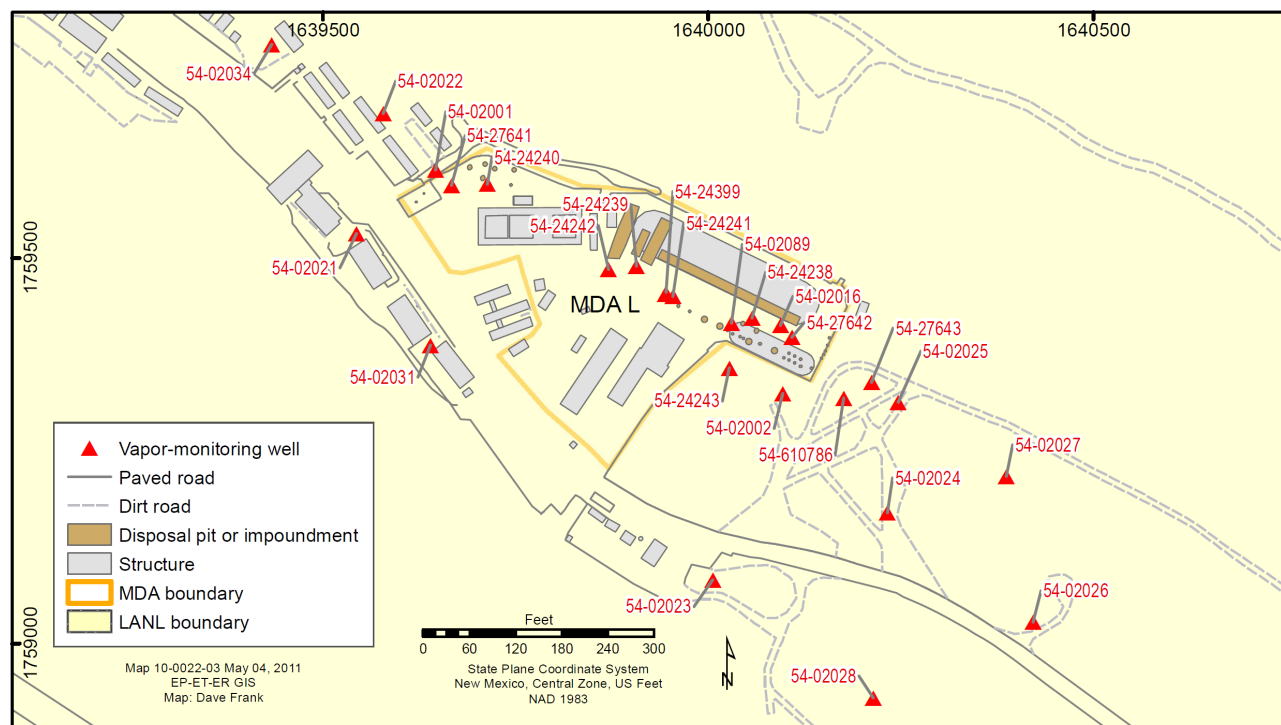 1639500
1640000
1640500
54-02034
54-02022
54-02001
54-27641
54-24240
54-24399
54-24239
54-24241
54-24242
54-02089
54-24238
54-02016
54-27642
54-02021
1759500
MDA L
54-27643
54-02025
54-02031
54-24243
54-02002
54-610786
54-02027
54-02024
Vapor-monitoring well
Paved road
Dirt road
Disposal pit or impoundment
Structure
MDA boundary
LANL boundary
54-02026
54-02023
1759000
Feet
0 60 120 180 240 300
State Plane Coordinate System
New Mexico, Central Zone, US Feet
NAD 1983
N
Map 10-0022-03 May 04, 2011
EP-ET-ER GIS
Map: Dave Frank
54-02028